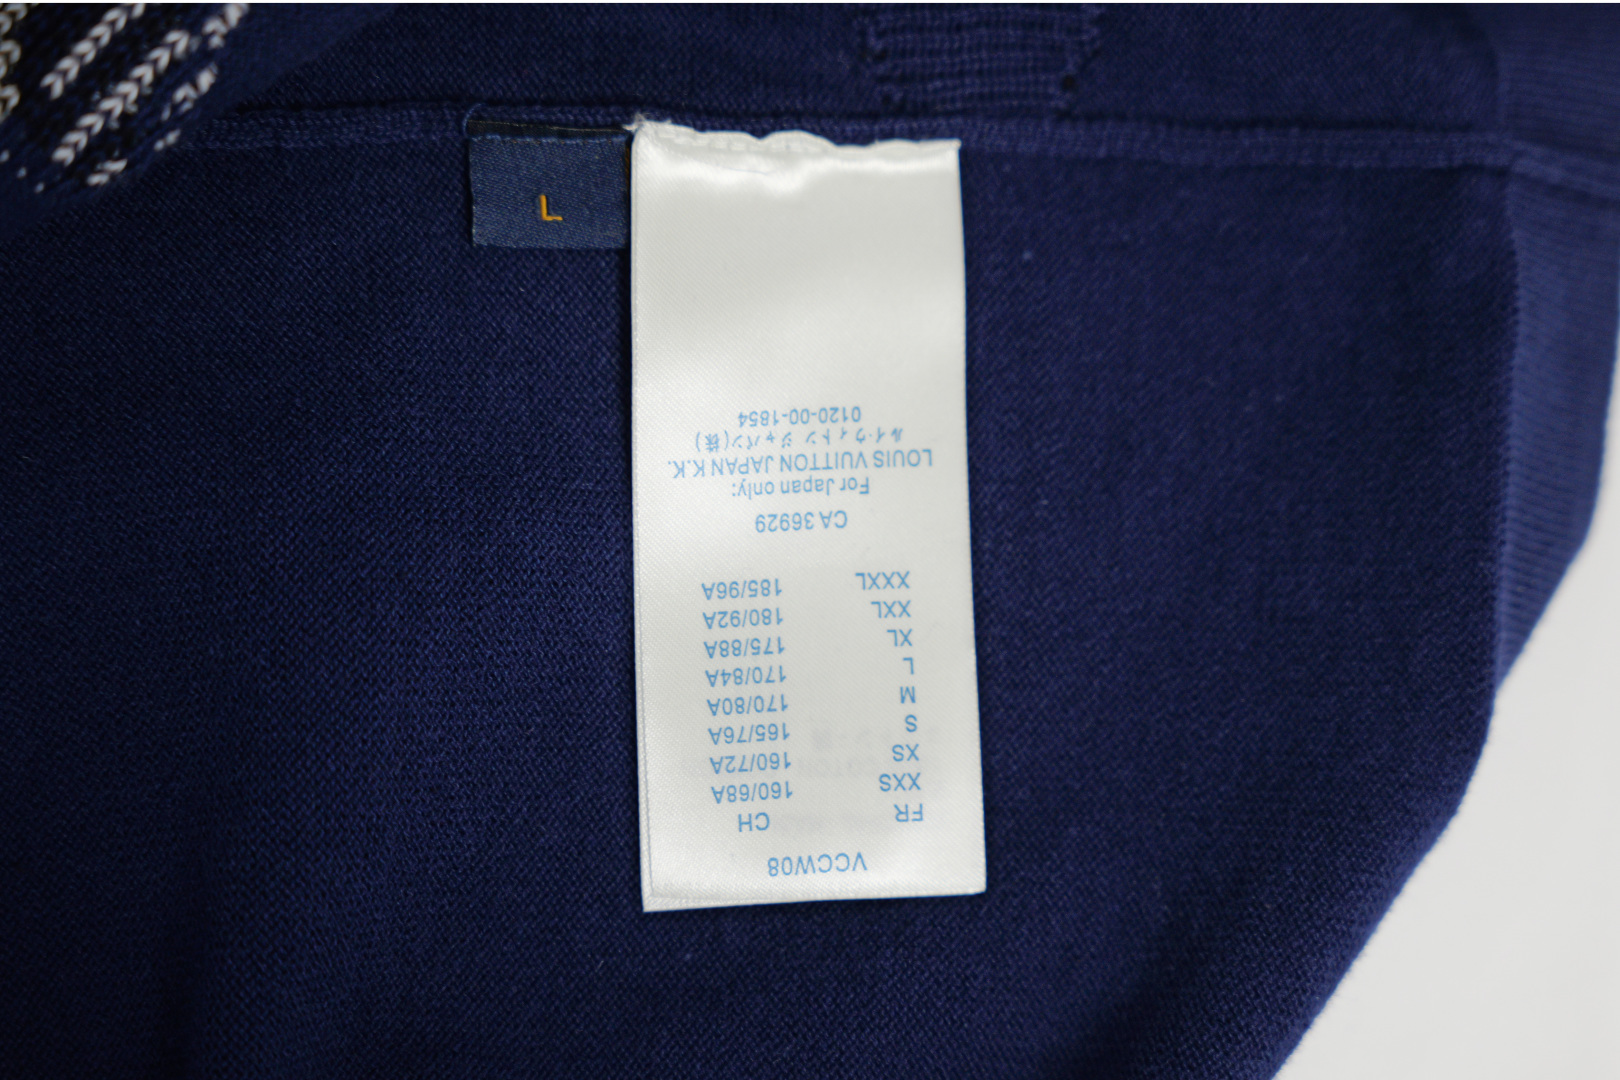 L
VCCW08
FR CH
XXS 160/68A
XS 160/72A
S 165/76A
M 170/80A
L 170/84A
XL 175/88A
XXL 180/92A
XXXL 185/96A
CA 36929
For Japan only:
LOUIS VUITTON JAPAN K.K.
ルイ・ウィトン ジャパン(株)
0120-00-1854